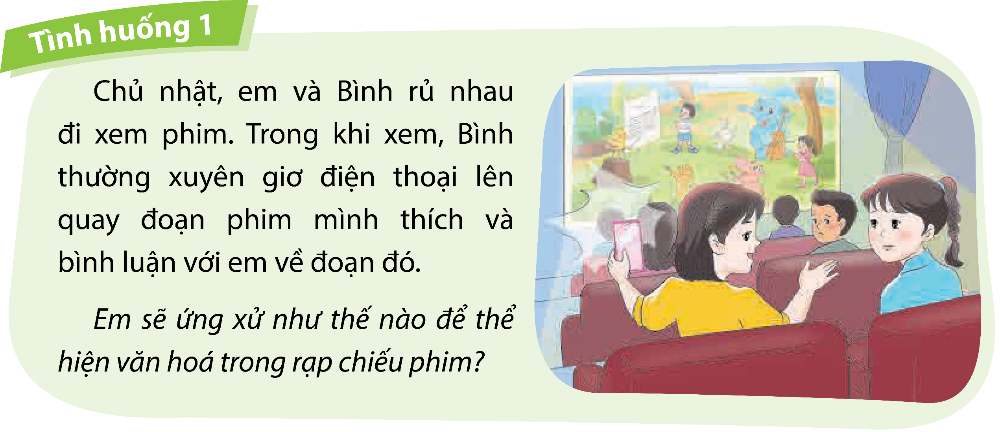 Tình huống 1
Chủ nhật, em và Bình rủ nhau
đi xem phim. Trong khi xem, Bình
thường xuyên giơ điện thoại lên
quay đoạn phim mình thích và
bình luận với em về đoạn đó.
Em sẽ ứng xử như thế nào để thể
hiện văn hoá trong rạp chiếu phim?